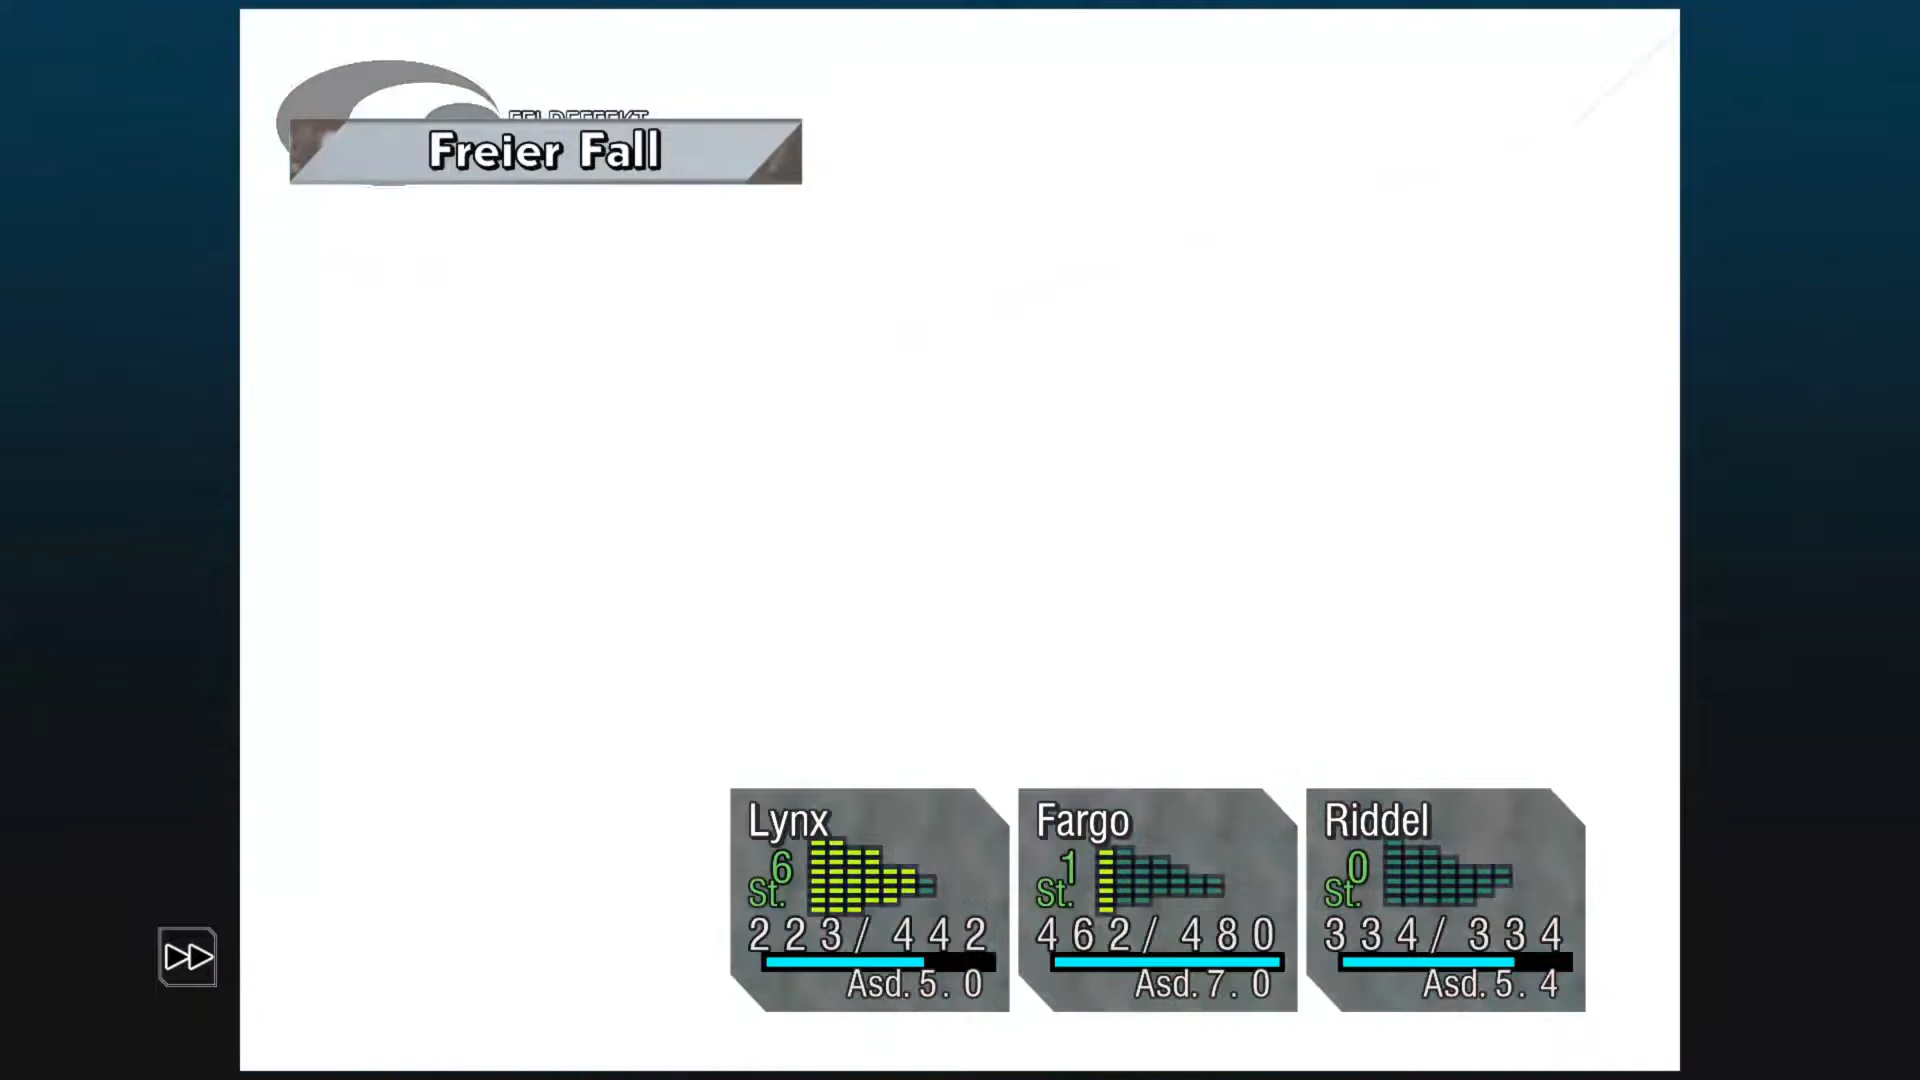 FELDEFFEKT
Freier Fall
Lynx
6
St.
223/ 442
Asd. 5. 0
Fargo
1
St.
462/ 480
Asd. 7. 0
Riddel
0
St.
334/ 334
Asd. 5. 4